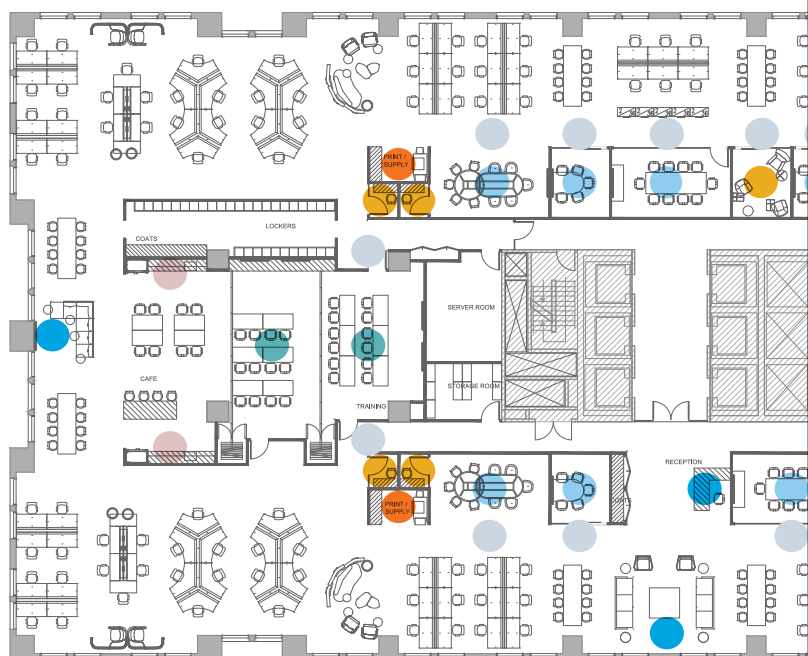 PRINT /
SUPPLY
LOCKERS
COATS
SERVER ROOM
CAFE
STORAGE ROOM
TRAINING
RECEPTION
COATS
PRINT /
SUPPLY